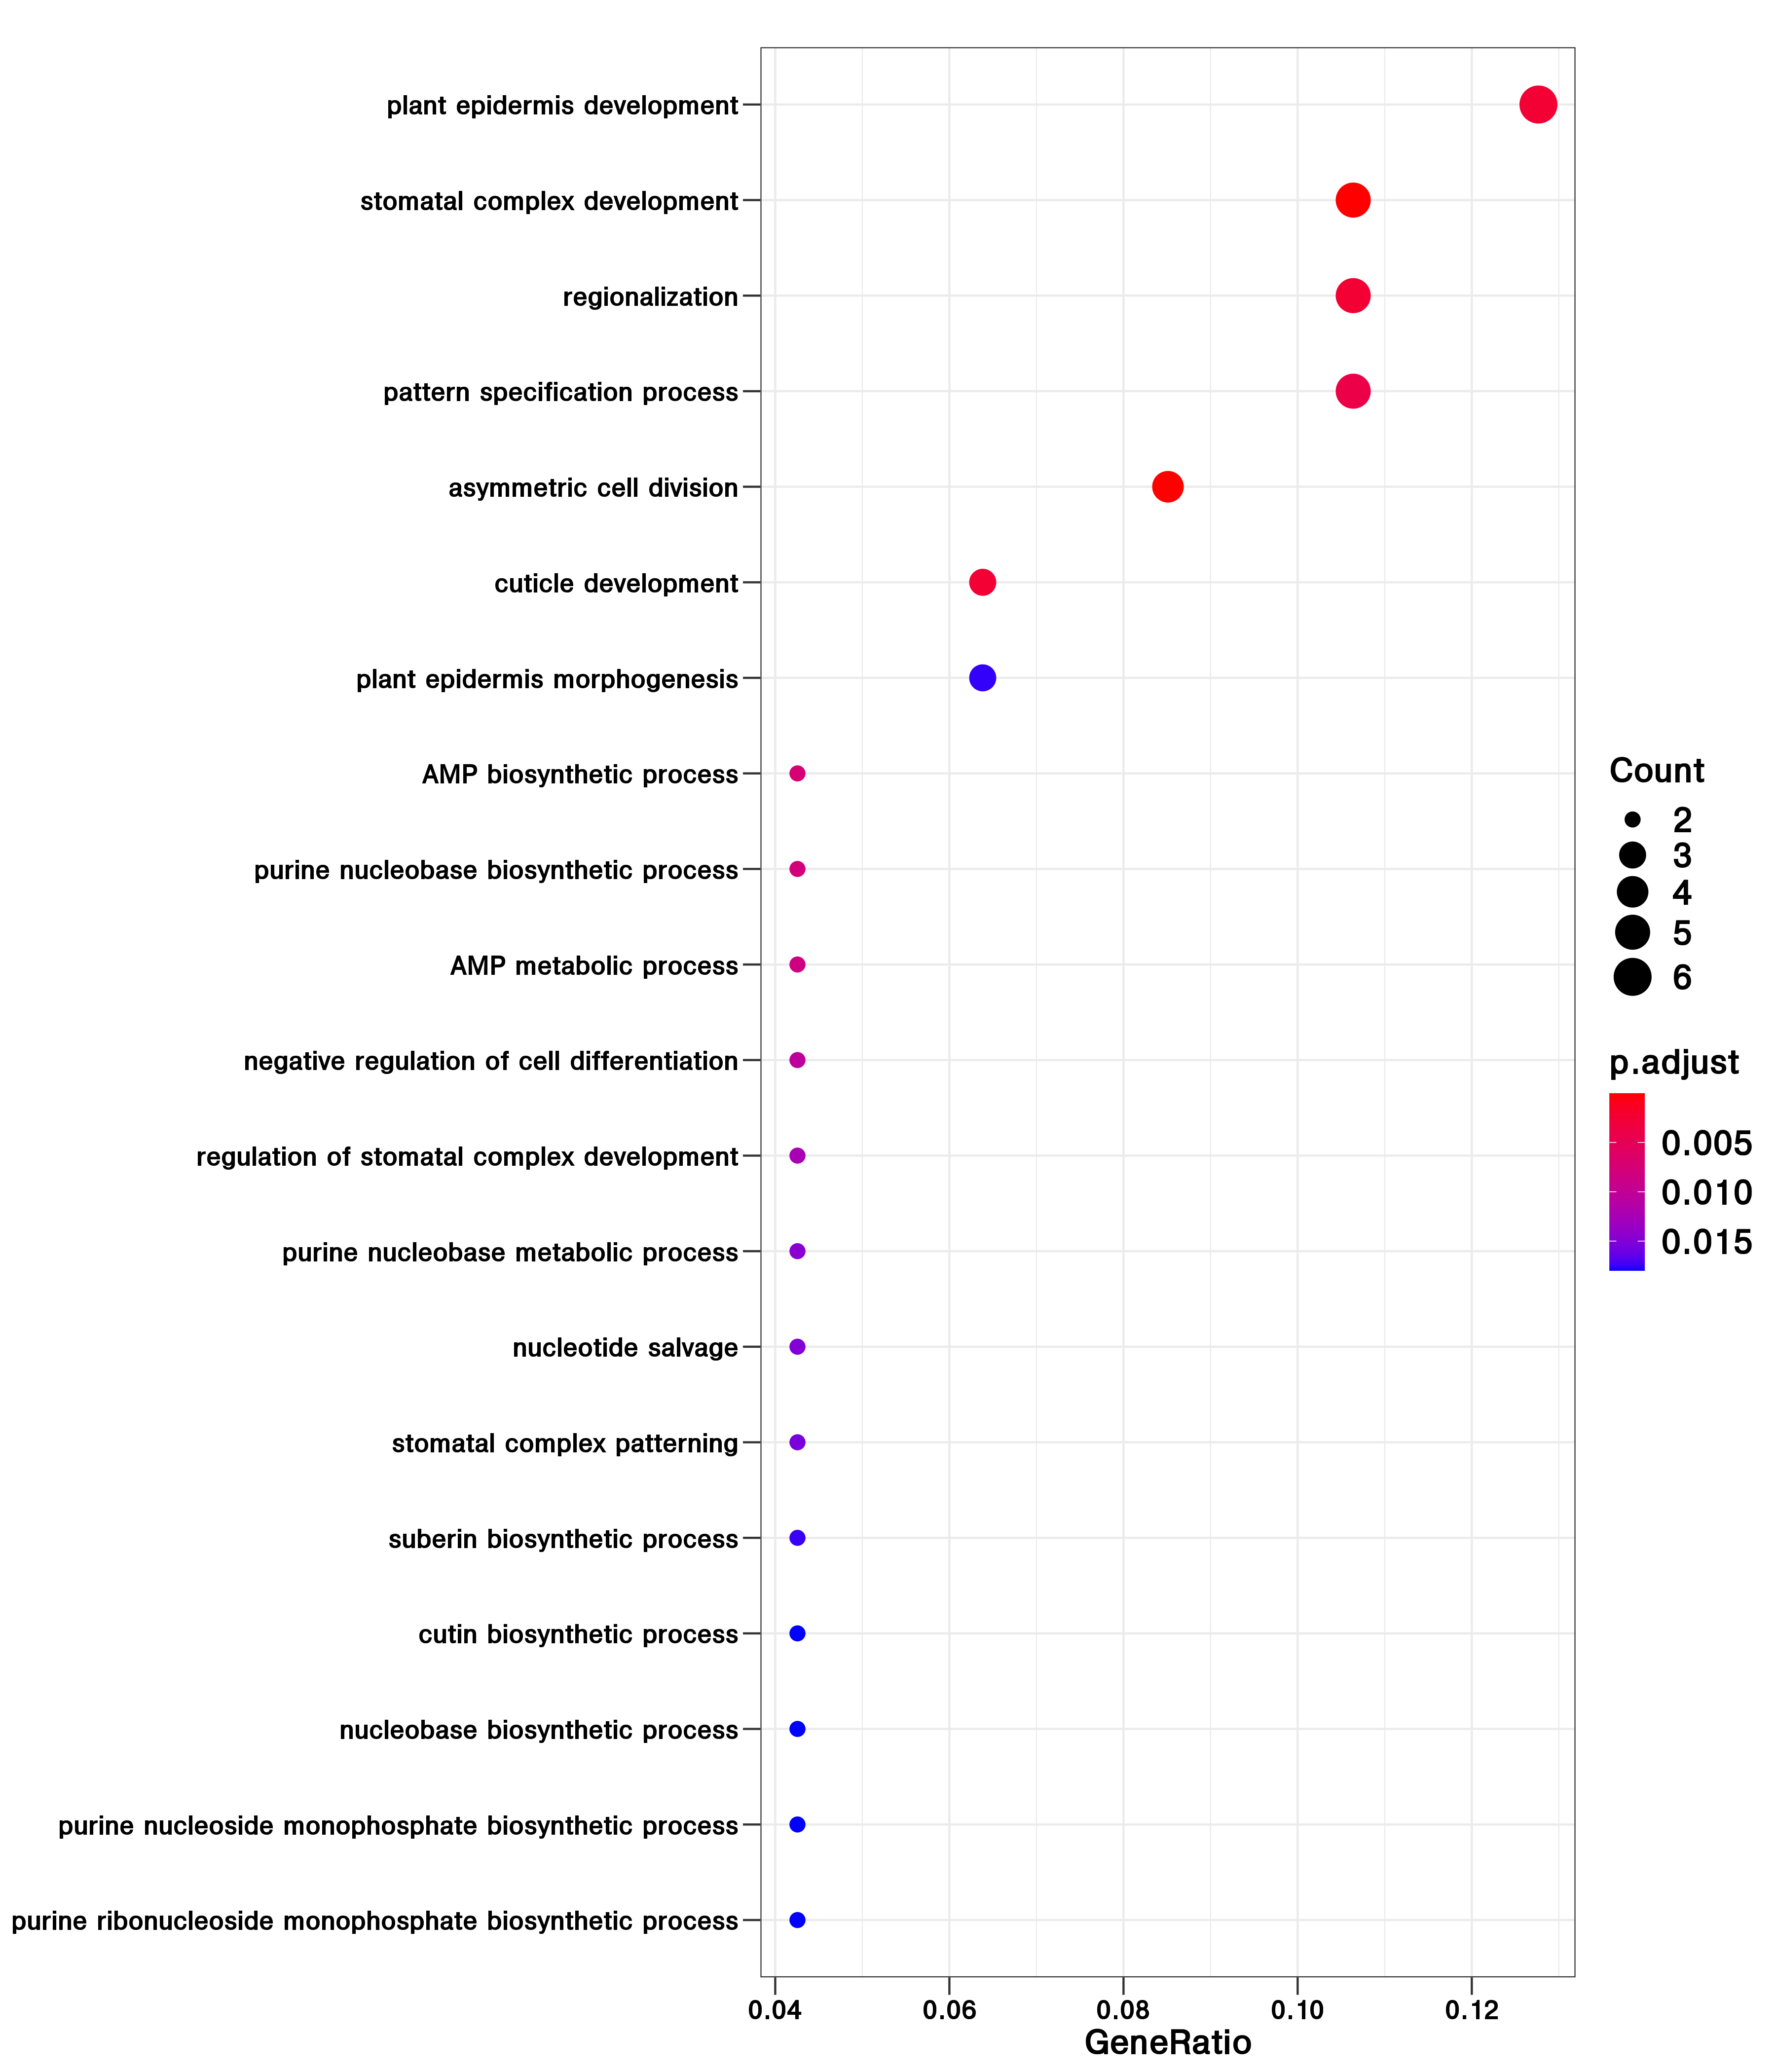 plant epidermis development
stomatal complex development
regionalization
pattern specification process
asymmetric cell division
cuticle development
plant epidermis morphogenesis
AMP biosynthetic process
purine nucleobase biosynthetic process
AMP metabolic process
negative regulation of cell differentiation
regulation of stomatal complex development
purine nucleobase metabolic process
nucleotide salvage
stomatal complex patterning
suberin biosynthetic process
cutin biosynthetic process
nucleobase biosynthetic process
purine nucleoside monophosphate biosynthetic process
purine ribonucleoside monophosphate biosynthetic process
0.04 0.06 0.08 0.10 0.12
GeneRatio
Count
2
3
4
5
6
p.adjust
0.005
0.010
0.015